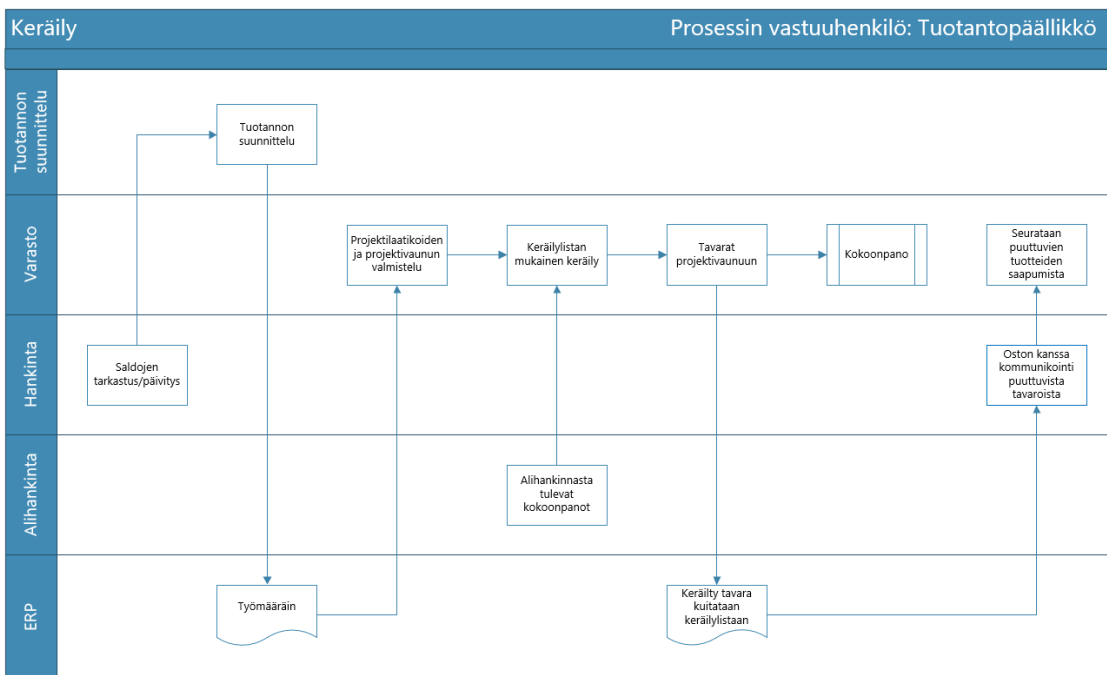 Keräily
Prosessin vastuuhenkilö: Tuotantopäällikkö
Tuotannon
suunnittelu
Tuotannon
suunnittelu
Varasto
Projektilaatikoiden
ja projektivaunun
valmistelu
Keräilylistan
mukainen keräily
Tavarat
projektivaunuun
Kokoonpano
Seurataan
puuttuvien
tuotteiden
saapumista
Hankinta
Saldojen
tarkastus/päivitys
Oston kanssa
kommunikointi
puuttuvista
tavaroista
Alihankinta
Alihankinnasta
tulevat
kokoonpanot
ERP
Työmääräin
Keräilty tavara
kuitataan
keräilylistaan